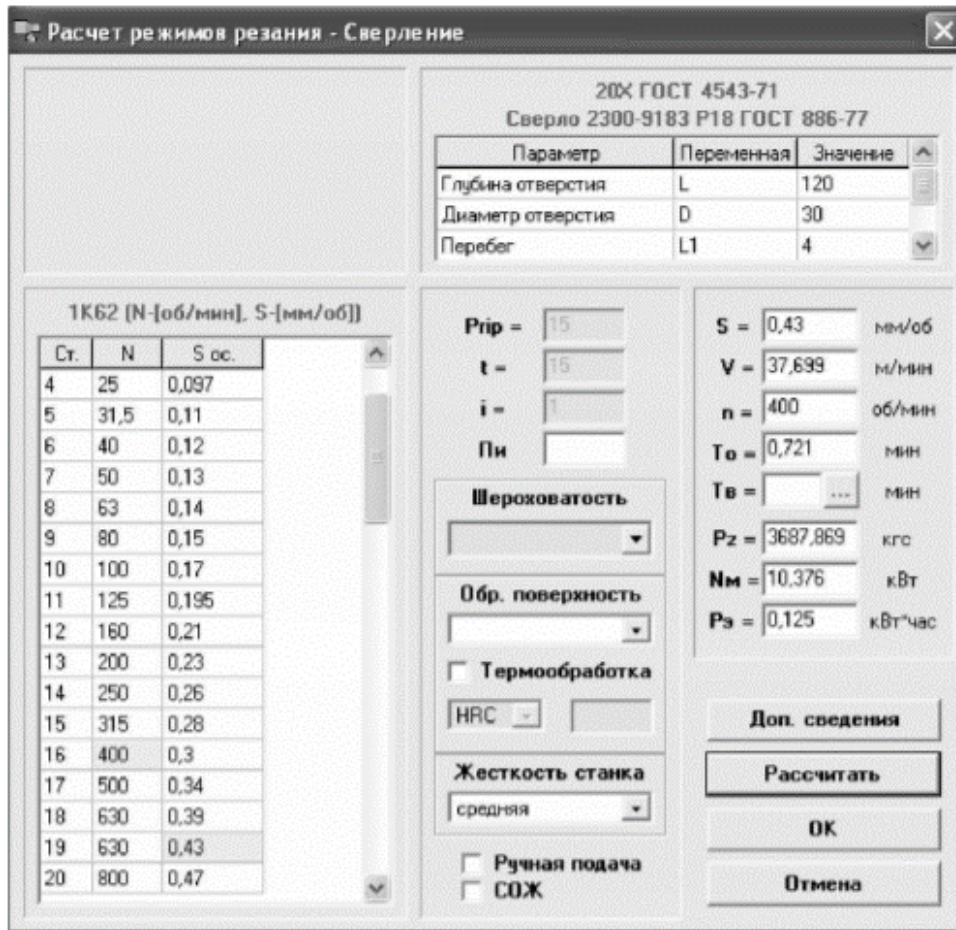 Расчет режимов резания - Сверление
20Х ГОСТ 4543-71
Сверло 2300-9183 Р18 ГОСТ 886-77
Параметр Переменная Значение
Глубина отверстия L 120
Диаметр отверстия D 30
Перебег L1 4
1К62 (N-[об/мин], S-[мм/об])
Ст. N S ос.
4 25 0,097
5 31,5 0,11
6 40 0,12
7 50 0,13
8 63 0,14
9 80 0,15
10 100 0,17
11 125 0,195
12 160 0,21
13 200 0,23
14 250 0,26
15 315 0,28
16 400 0,3
17 500 0,34
18 630 0,39
19 630 0,43
20 800 0,47
Prip = 15
t = 15
i = 1
Пи
Шероховатость
Обр. поверхность
Термообработка
HRC
Жесткость станка
средняя
Ручная подача
СОЖ
S = 0,43 мм/об
V = 37,699 м/мин
n = 400 об/мин
То = 0,721 мин
Тв = ... мин
Pz = 3687,869 кгс
Nм = 10,376 кВт
Рэ = 0,125 кВт*час
Доп. сведения
Рассчитать
ОК
Отмена